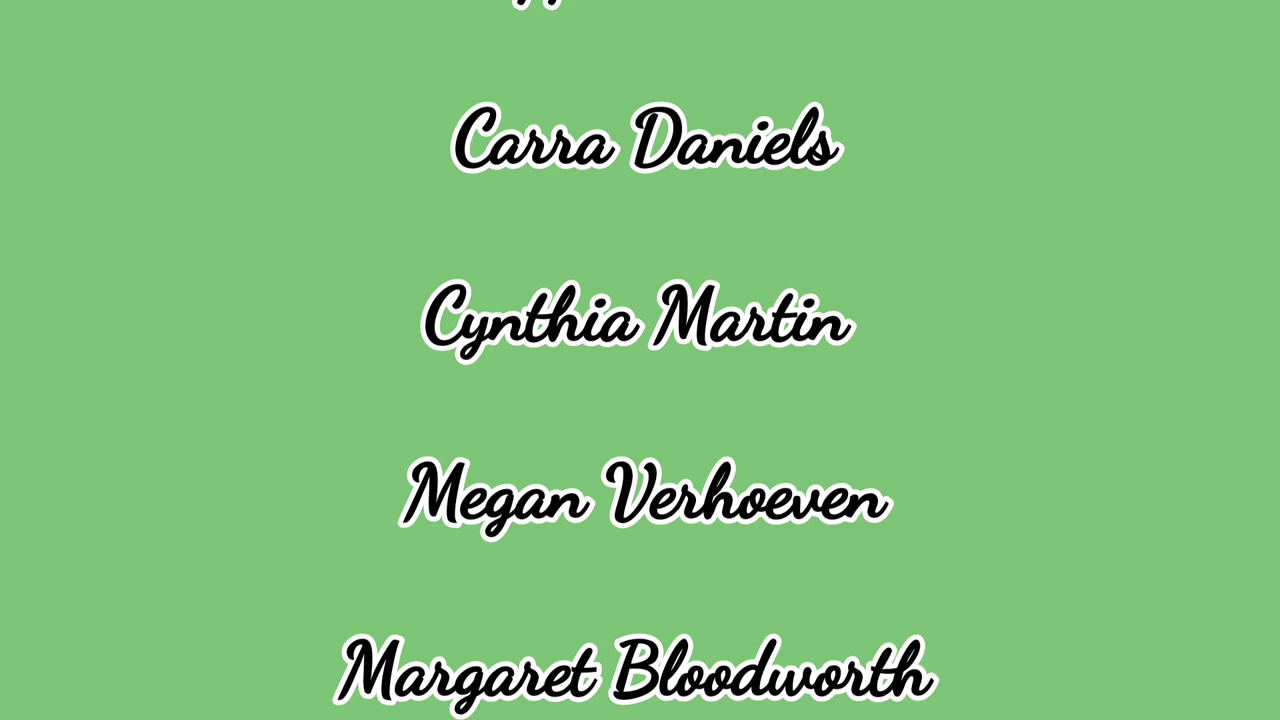 Carra Daniels
Cynthia Martin
Megan Verhoeven
Margaret Bloodworth